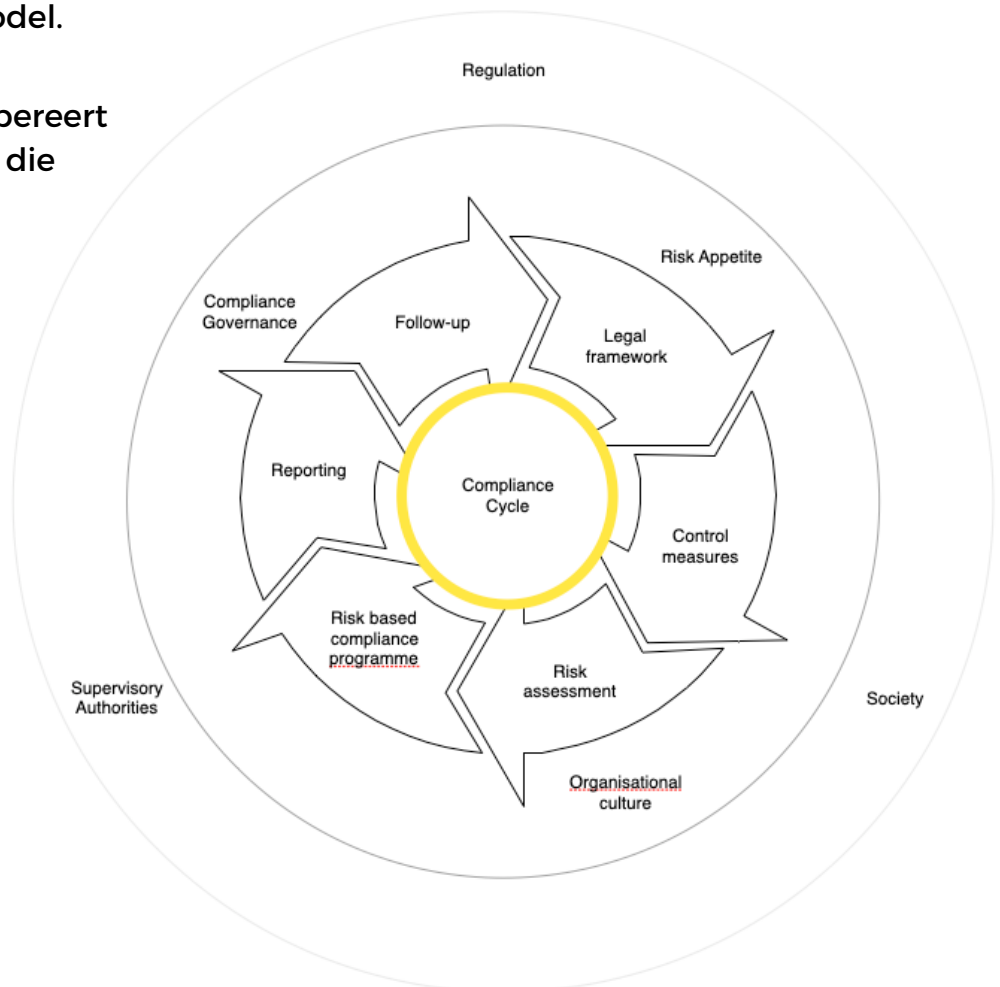 odel.
pereert
die
Regulation
Risk Appetite
Compliance
Governance
Follow-up
Legal
framework
Reporting
Compliance
Cycle
Control
measures
Risk based
compliance
programme
Risk
assessment
Supervisory
Authorities
Society
Organisational
culture